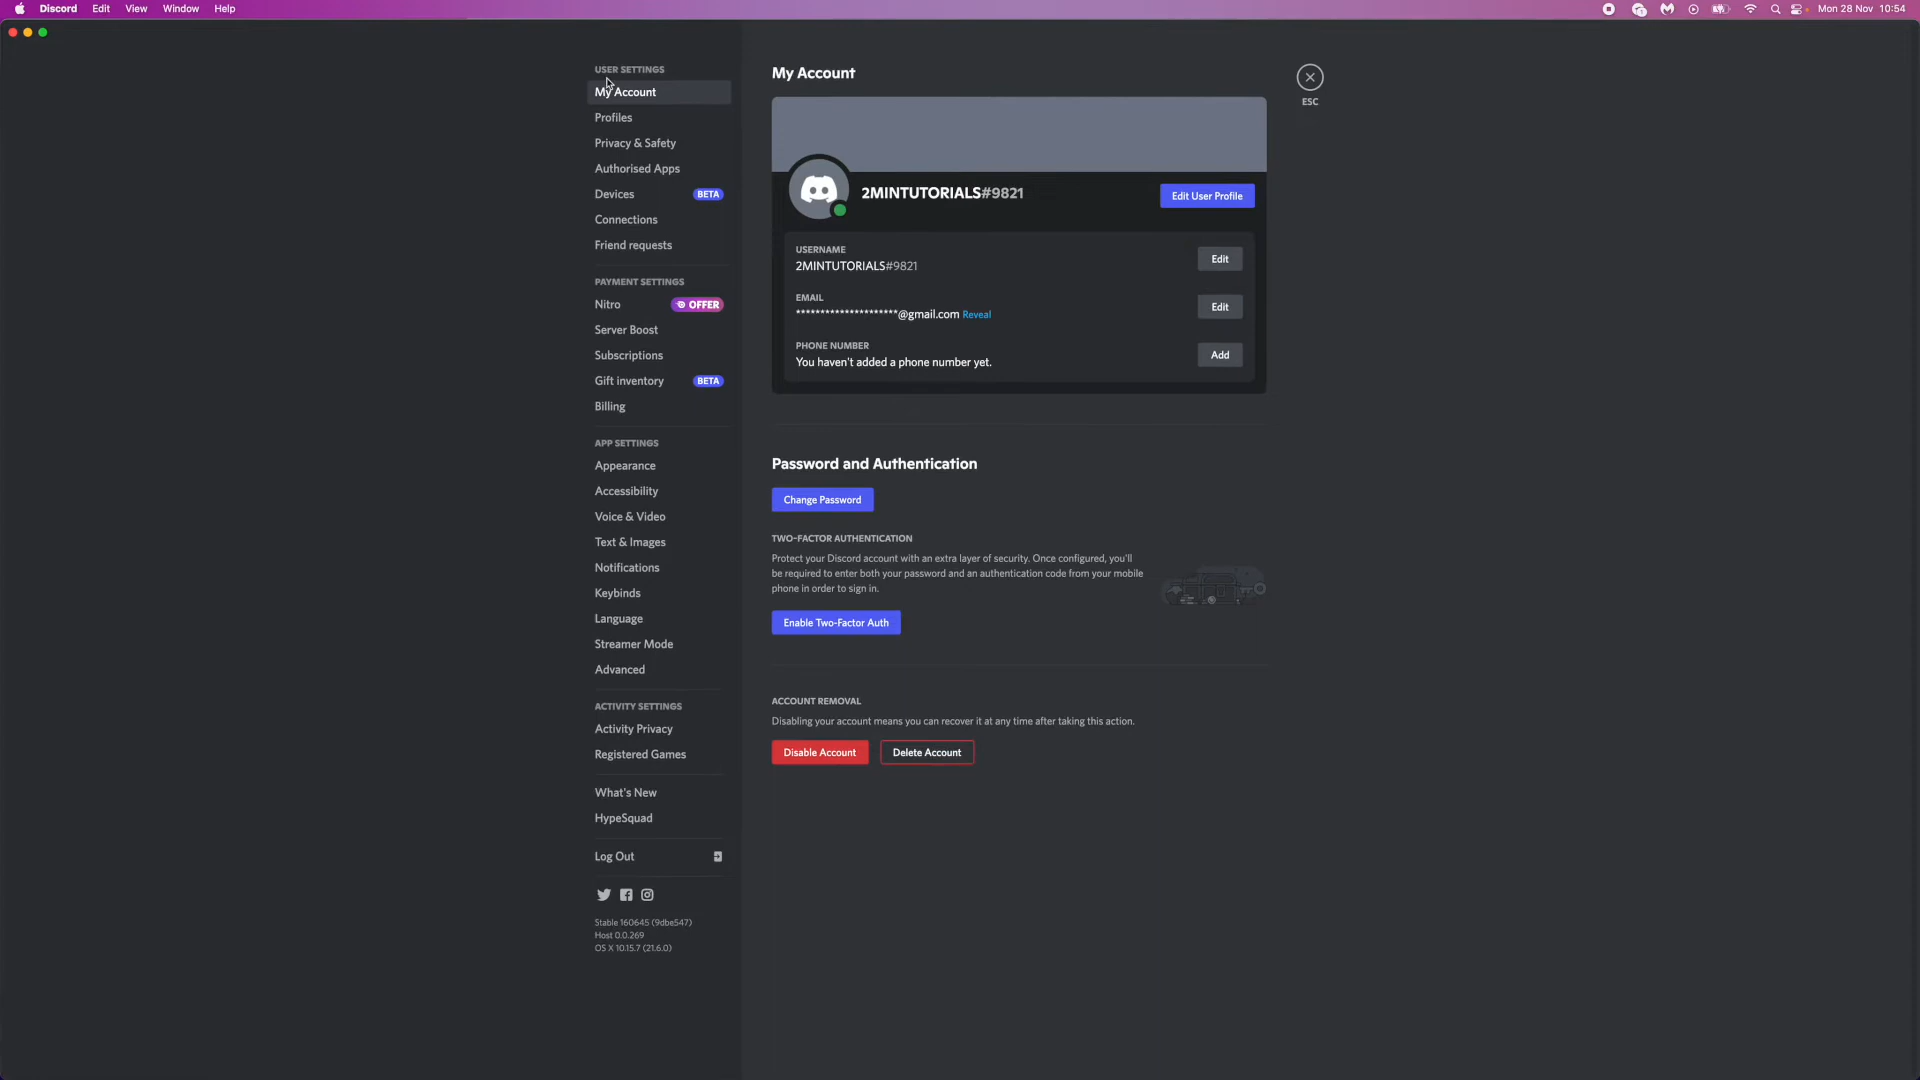 Discord Edit View Window Help Mon 28 Nov 10:54
USER SETTINGS
My Account
Profiles
Privacy & Safety
Authorised Apps
Devices BETA
Connections
Friend requests
PAYMENT SETTINGS
Nitro OFFER
Server Boost
Subscriptions
Gift inventory BETA
Billing
APP SETTINGS
Appearance
Accessibility
Voice & Video
Text & Images
Notifications
Keybinds
Language
Streamer Mode
Advanced
ACTIVITY SETTINGS
Activity Privacy
Registered Games
What's New
HypeSquad
Log Out
Stable 160645 (9dbe547)
Host 0.0.269
OS X 10.15.7 (21.6.0)
My Account
ESC
2MINTUTORIALS#9821
Edit User Profile
USERNAME
2MINTUTORIALS#9821
Edit
EMAIL
*********************@gmail.com Reveal
Edit
PHONE NUMBER
You haven't added a phone number yet.
Add
Password and Authentication
Change Password
TWO-FACTOR AUTHENTICATION
Protect your Discord account with an extra layer of security. Once configured, you'll
be required to enter both your password and an authentication code from your mobile
phone in order to sign in.
Enable Two-Factor Auth
ACCOUNT REMOVAL
Disabling your account means you can recover it at any time after taking this action.
Disable Account Delete Account